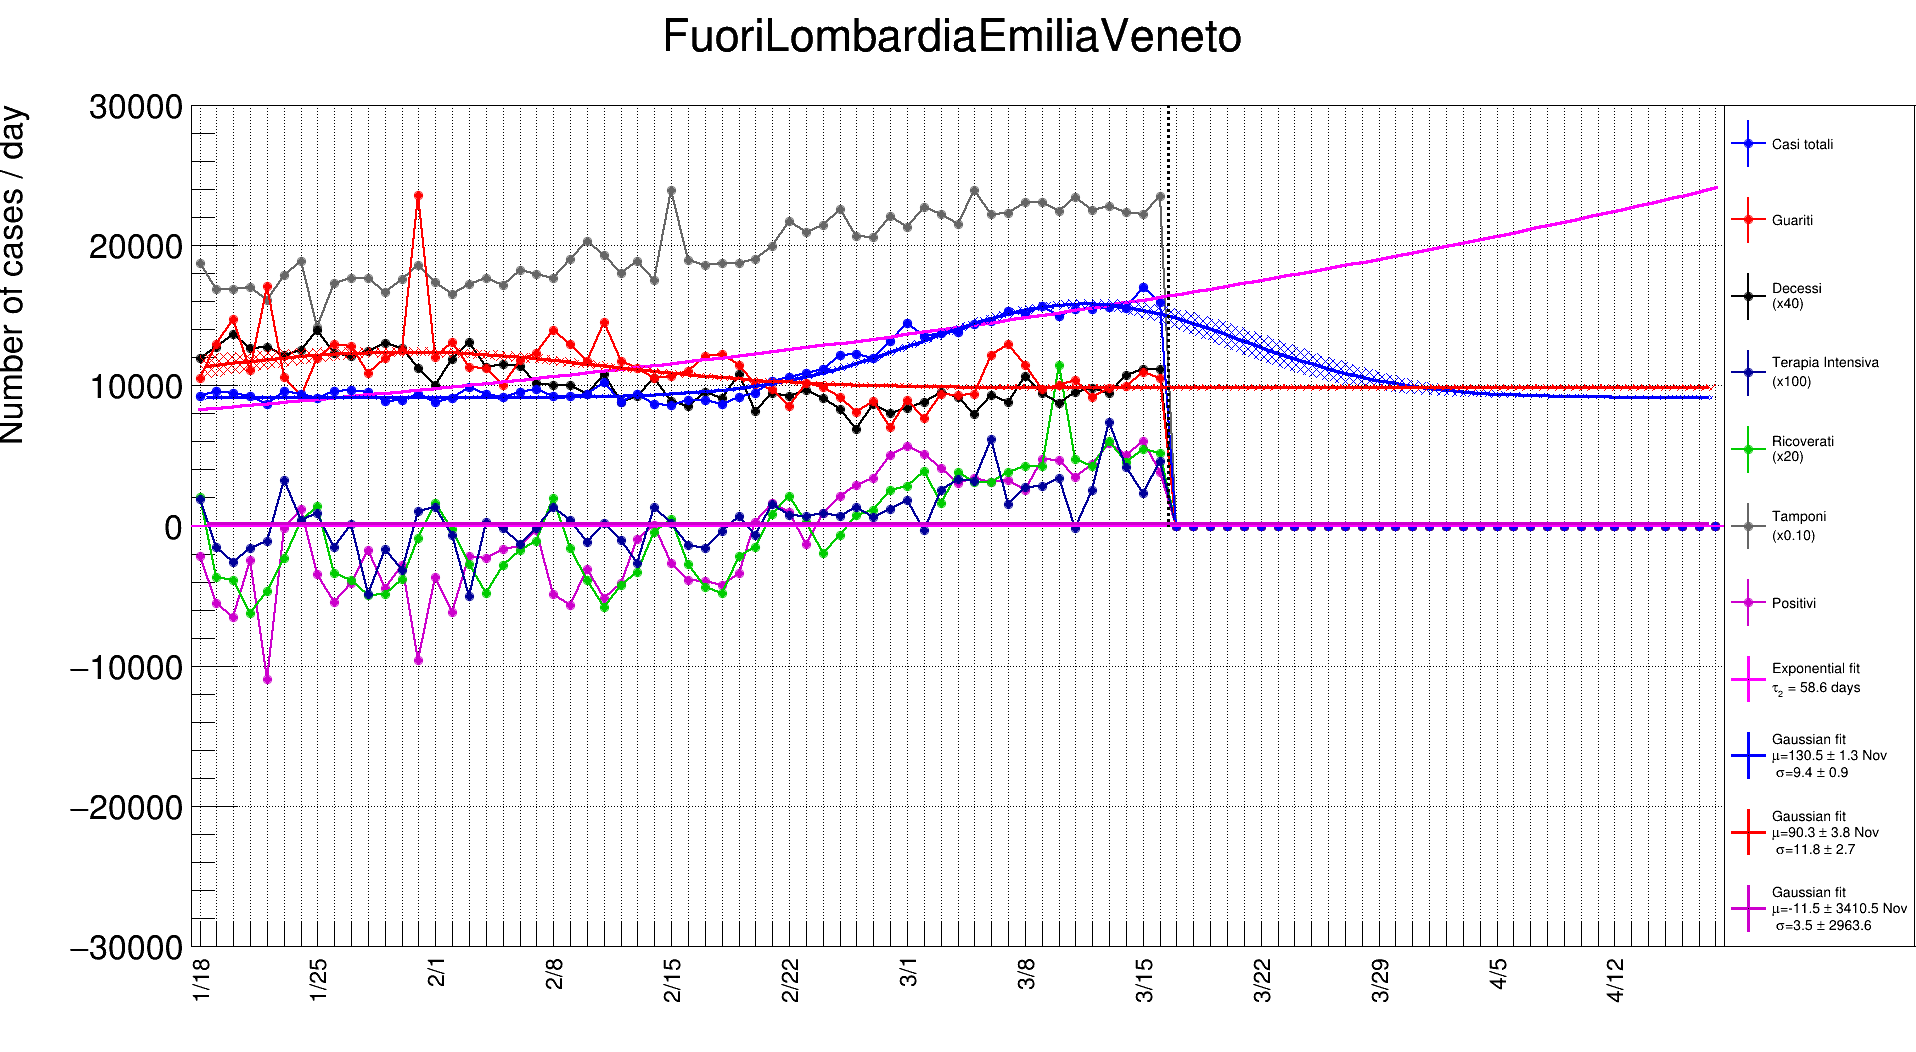 FuoriLombardiaEmiliaVeneto
Number of cases / day
30000
20000
10000
0
−10000
−20000
−30000
1/18
1/25
2/1
2/8
2/15
2/22
3/1
3/8
3/15
3/22
3/29
4/5
4/12
Casi totali
Guariti
Decessi
(x40)
Terapia Intensiva
(x100)
Ricoverati
(x20)
Tamponi
(x0.10)
Positivi
Exponential fit
τ2 = 58.6 days
Gaussian fit
μ=130.5 ± 1.3 Nov
σ=9.4 ± 0.9
Gaussian fit
μ=90.3 ± 3.8 Nov
σ=11.8 ± 2.7
Gaussian fit
μ=-11.5 ± 3410.5 Nov
σ=3.5 ± 2963.6